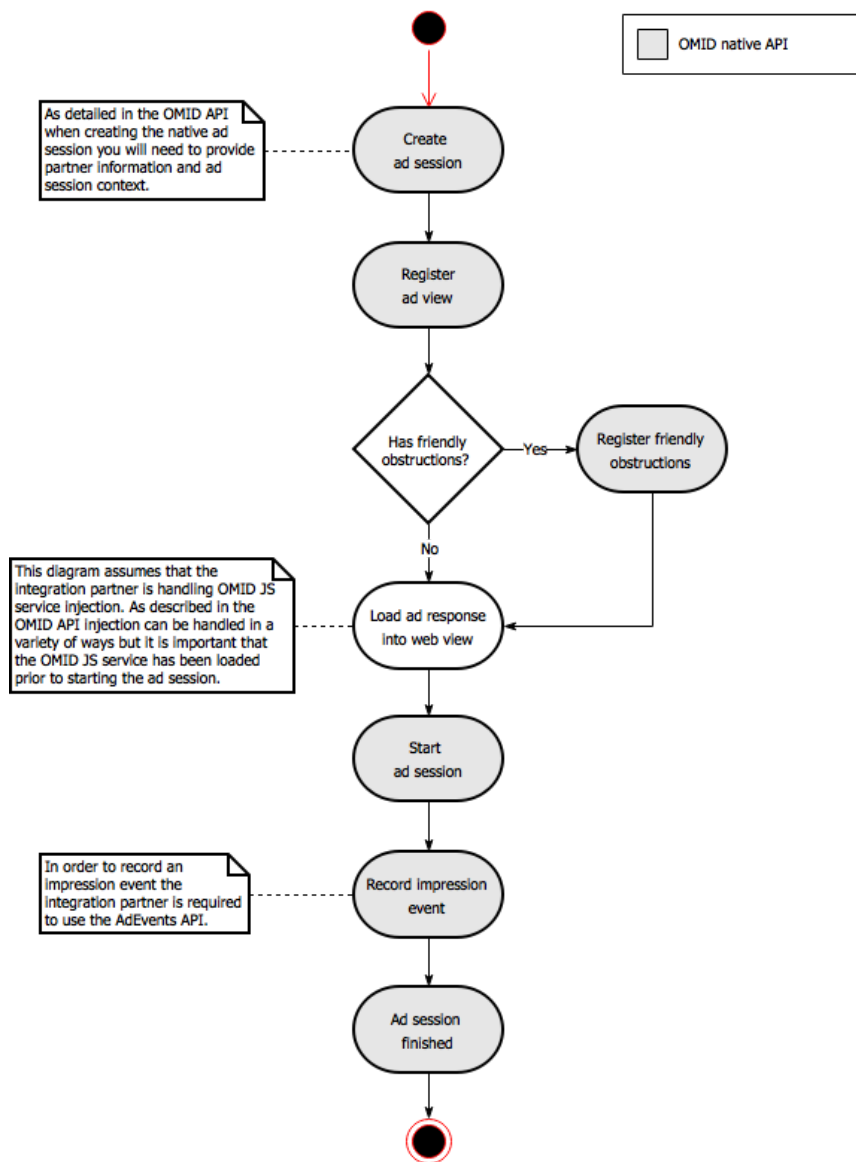 OMID native API
As detailed in the OMID API
when creating the native ad
session you will need to provide
partner information and ad
session context.
Create
ad session
Register
ad view
Has friendly
obstructions?
Yes
Register friendly
obstructions
No
This diagram assumes that the
integration partner is handling OMID JS
service injection. As described in the
OMID API injection can be handled in a
variety of ways but it is important that
the OMID JS service has been loaded
prior to starting the ad session.
Load ad response
into web view
Start
ad session
In order to record an
impression event the
integration partner is required
to use the AdEvents API.
Record impression
event
Ad session
finished